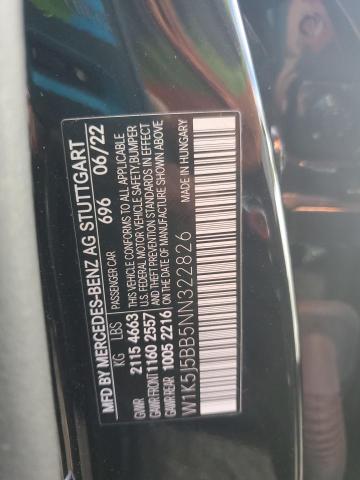 MFD BY MERCEDES-BENZ AG STUTTGART
PASSENGER CAR 696 06/22
KG LBS THIS VEHICLE CONFORMS TO ALL APPLICABLE
GVWR 2115 4663 FEDERAL MOTOR VEHICLE SAFETY,BUMPER
GAWR FRONT 1160 2557 AND THEFT PREVENTION STANDARDS IN EFFECT
GAWR REAR 1005 2216 ON THE DATE OF MANUFACTURE SHOWN ABOVE.
W1K5J5BB5NN322826
MADE IN HUNGARY